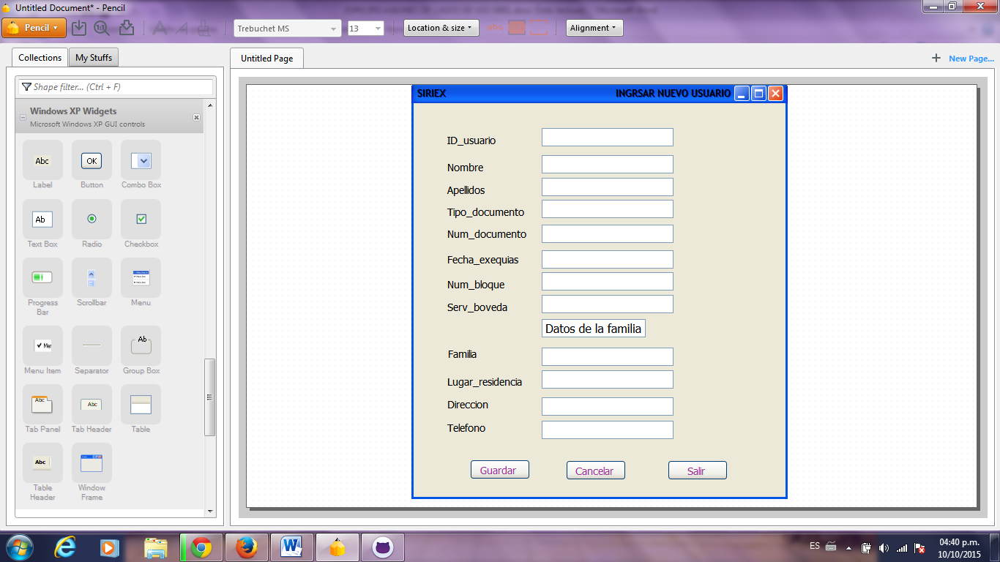 Untitled Document* - Pencil
Pencil
Trebuchet MS
13
Location & size
abc
Alignment
Collections
My Stuffs
Untitled Page
New Page...
Shape filter... (Ctrl + F)
Windows XP Widgets
Microsoft Windows XP GUI controls
Abc
OK
Label
Button
Combo Box
Ab
Text Box
Radio
Checkbox
Progress Bar
Scrollbar
Menu
Ab
Menu Item
Separator
Group Box
Abc
Abc
Tab Panel
Tab Header
Table
Abc
Table Header
Window Frame
SIRIEX
INGRSAR NUEVO USUARIO
ID_usuario
Nombre
Apellidos
Tipo_documento
Num_documento
Fecha_exequias
Num_bloque
Serv_boveda
Datos de la familia
Familia
Lugar_residencia
Direccion
Telefono
Guardar
Cancelar
Salir
ES
04:40 p.m.
10/10/2015